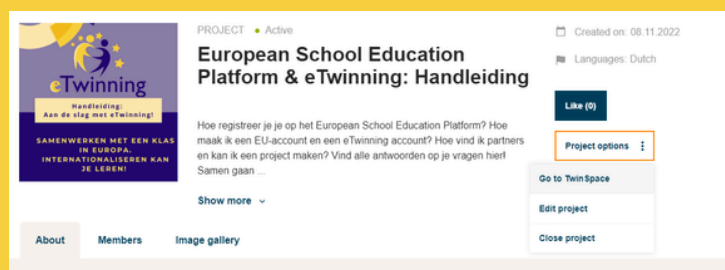 eTwinning
Handleiding:
Aan de slag met eTwinning!
SAMENWERKEN MET EEN KLAS
IN EUROPA.
INTERNATIONALISEREN KAN
JE LEREN!
PROJECT • Active
European School Education
Platform & eTwinning: Handleiding
Hoe registreer je je op het European School Education Platform? Hoe
maak ik een EU-account en een eTwinning account? Hoe vind ik partners
en kan ik een project maken? Vind alle antwoorden op je vragen hier!
Samen gaan ...
Show more
Created on: 08.11.2022
Languages: Dutch
Like (0)
Project options
Go to TwinSpace
Edit project
Close project
About
Members
Image gallery